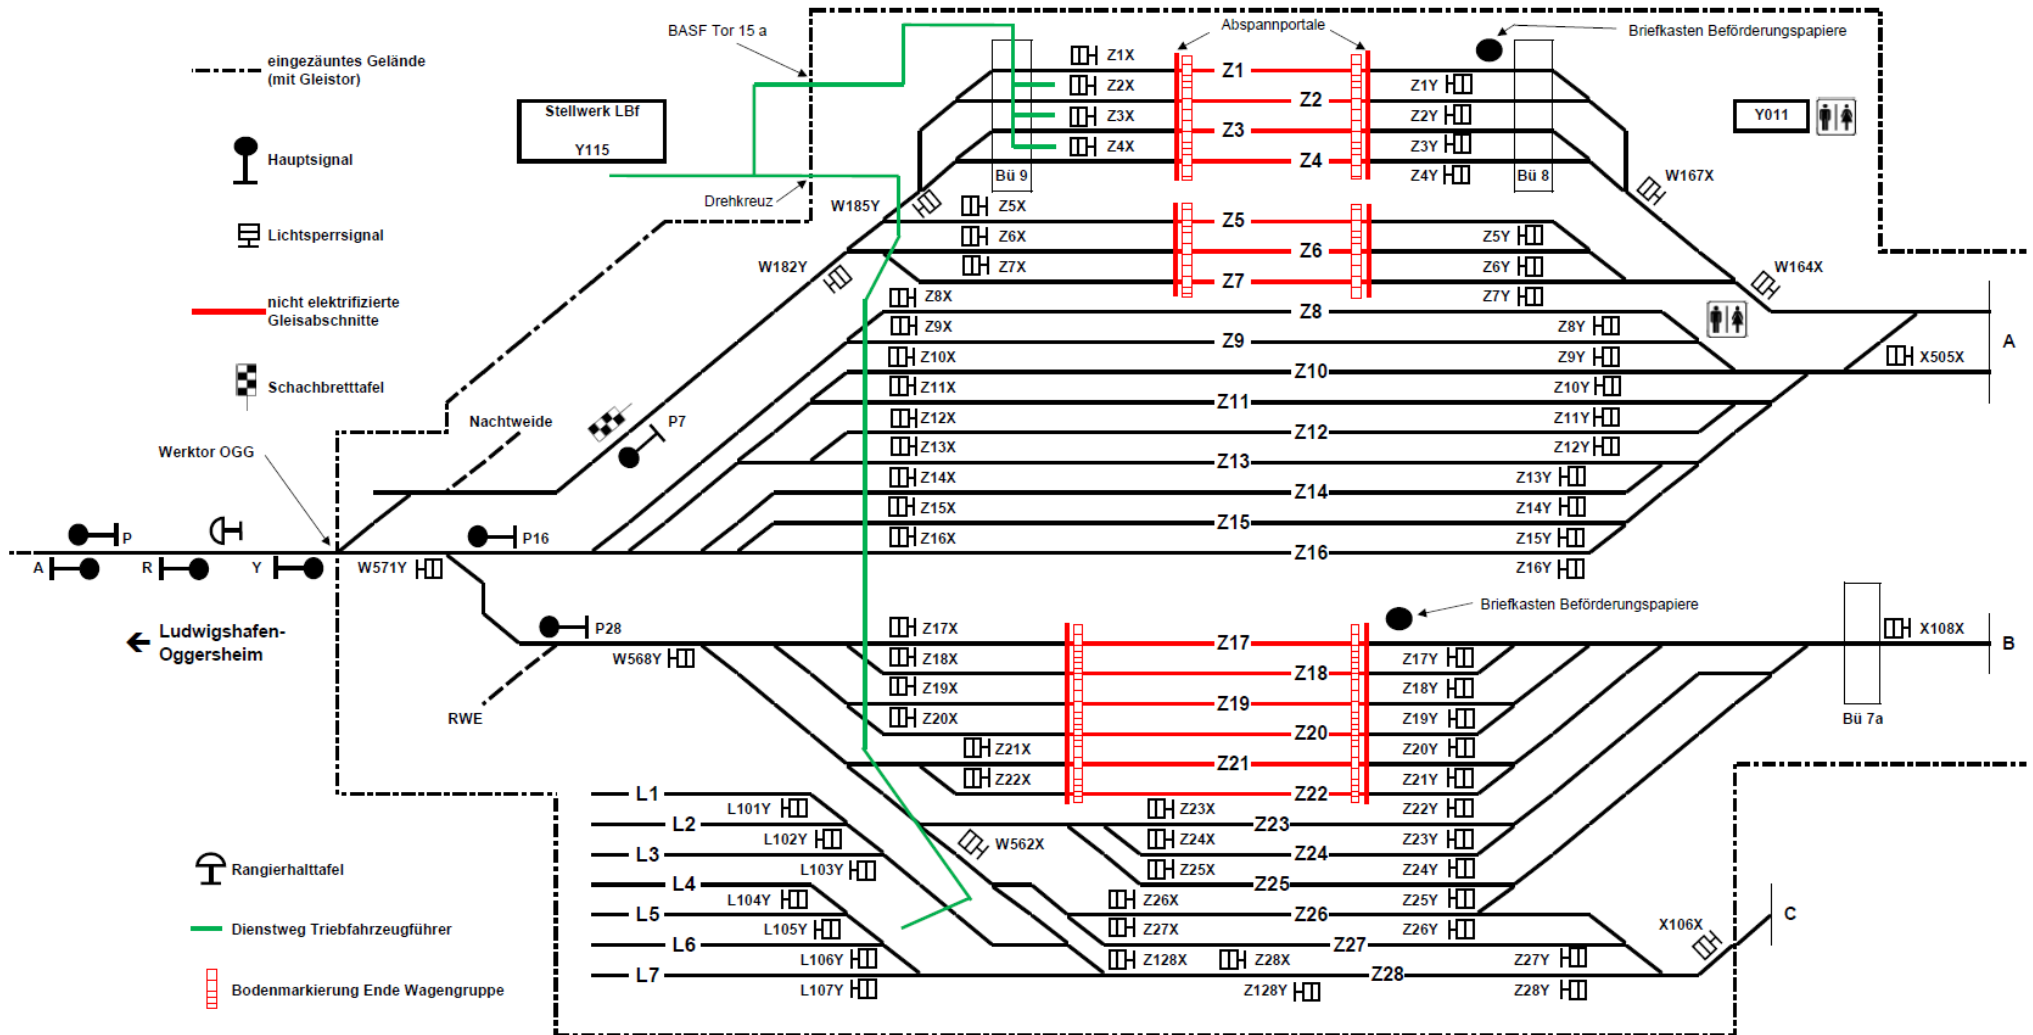 eingezäuntes Gelände
(mit Gleistor)
Hauptsignal
Lichtsperrsignal
nicht elektrifizierte
Gleisabschnitte
Schachbretttafel
BASF Tor 15 a
Stellwerk LBf
Y115
Drehkreuz
Abspannportale
Briefkasten Beförderungspapiere
Y011
Bü 9
Bü 8
Z1X
Z1
Z1Y
Z2X
Z2
Z2Y
Z3X
Z3
Z3Y
Z4X
Z4
Z4Y
W167X
W185Y
Z5X
Z5
Z5Y
Z6X
Z6
Z6Y
W182Y
Z7X
Z7
Z7Y
W164X
Z8X
Z8
Z8Y
Z9X
Z9
Z9Y
A
X505X
Z10X
Z10
Z10Y
Z11X
Z11
Z11Y
Z12X
Z12
Z12Y
Z13X
Z13
Z13Y
Z14X
Z14
Z14Y
Z15X
Z15
Z15Y
Z16X
Z16
Z16Y
Nachtweide
P7
Werktor OGG
P
A
R
Y
W571Y
P16
Ludwigshafen-
Oggersheim
P28
W568Y
RWE
Briefkasten Beförderungspapiere
Z17X
Z17
Z17Y
X108X
B
Bü 7a
Z18X
Z18
Z18Y
Z19X
Z19
Z19Y
Z20X
Z20
Z20Y
Z21X
Z21
Z21Y
Z22X
Z22
Z22Y
Z23X
Z23
Z23Y
Z24X
Z24
Z24Y
Z25X
Z25
Z25Y
W562X
Z26X
Z26
Z26Y
Z27X
Z27
Z27Y
Z128X
Z28X
Z28
Z128Y
Z28Y
X106X
C
L1
L101Y
L2
L102Y
L3
L103Y
L4
L104Y
L5
L105Y
L6
L106Y
L7
L107Y
Rangierhalttafel
Dienstweg Triebfahrzeugführer
Bodenmarkierung Ende Wagengruppe